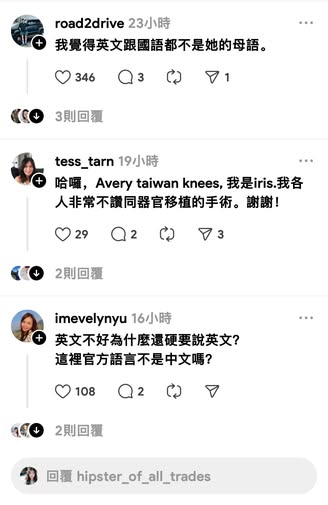 road2drive 23小時
我覺得英文跟國語都不是她的母語。
346 3 1
3則回覆
tess_tarn 19小時
哈囉，Avery taiwan knees, 我是iris.我各
人非常不讚同器官移植的手術。謝謝！
29 2 3
2則回覆
imevelynyu 16小時
英文不好為什麼還硬要說英文?
這裡官方語言不是中文嗎?
108 2
2則回覆
回覆 hipster_of_all_trades